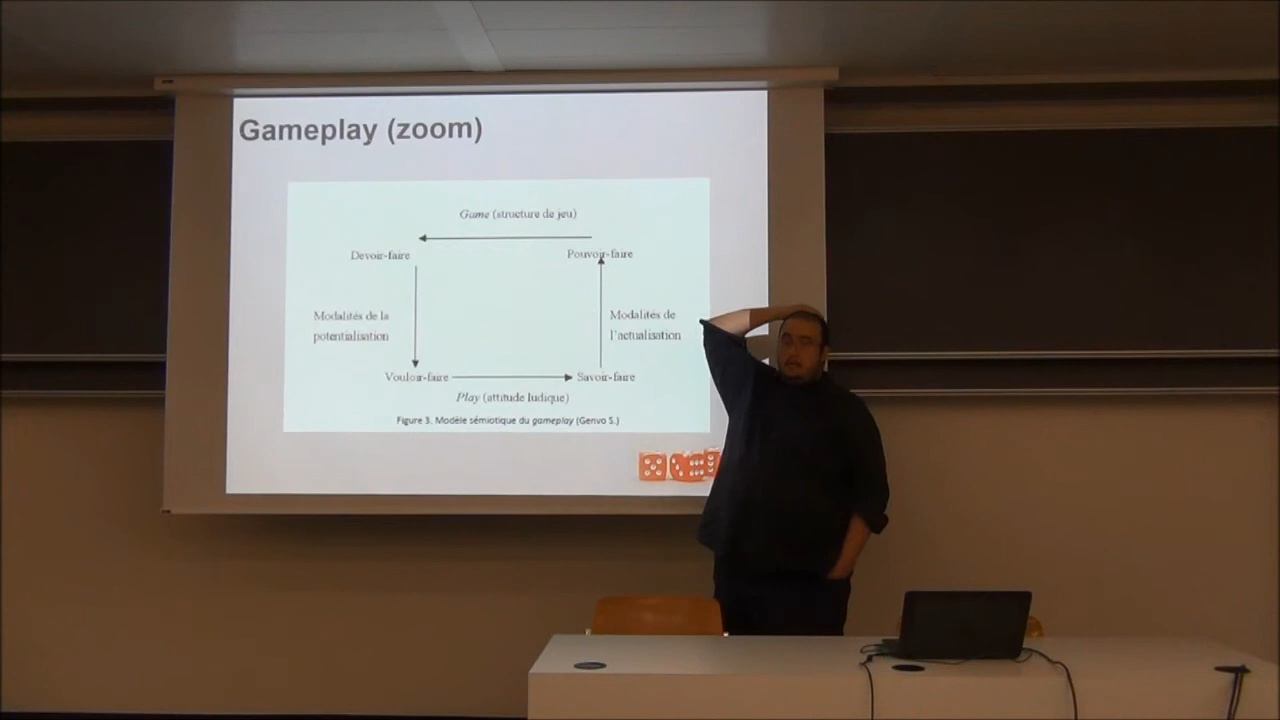 Gameplay (zoom)
Game (structure de jeu)
Devoir-faire
Pouvoir-faire
Modalités de la
potentialisation
Modalités de
l'actualisation
Vouloir-faire
Savoir-faire
Play (attitude ludique)
Figure 3. Modèle sémiotique du gameplay (Genvo S.)